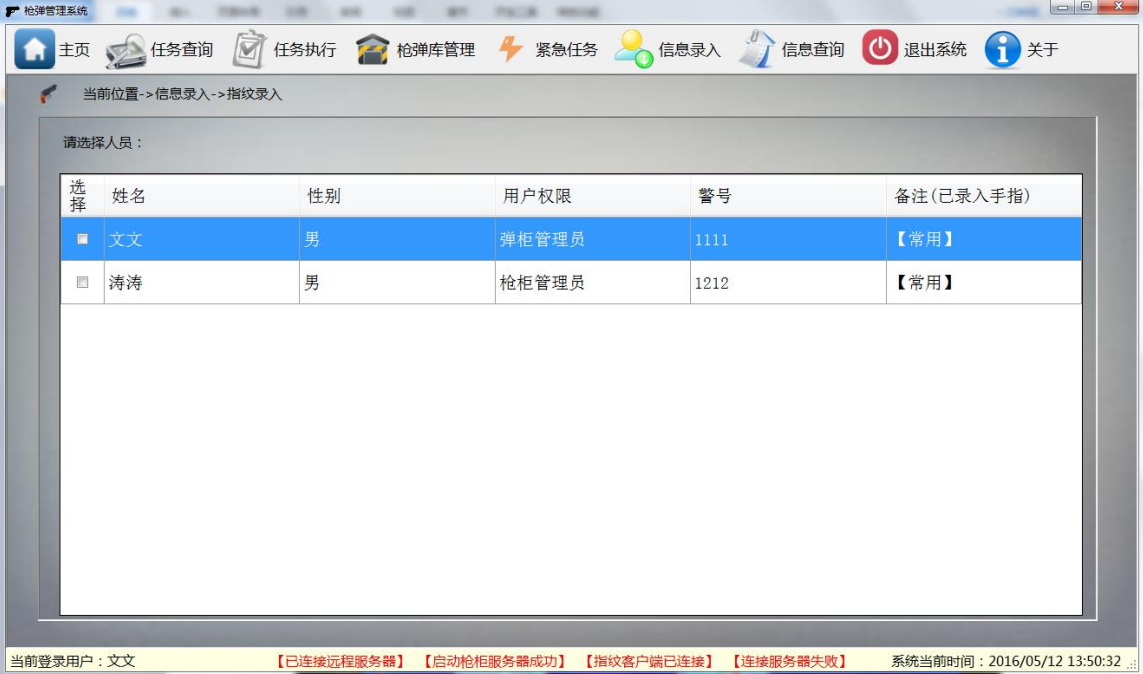 枪弹管理系统
主页 任务查询 任务执行 枪弹库管理 紧急任务 信息录入 信息查询 退出系统 关于
当前位置->信息录入->指纹录入
请选择人员：
选择 姓名 性别 用户权限 警号 备注(已录入手指)
文文 男 弹柜管理员 1111 【常用】
涛涛 男 枪柜管理员 1212 【常用】
当前登录用户：文文 【已连接远程服务器】 【启动枪柜服务器成功】 【指纹客户端已连接】 【连接服务器失败】 系统当前时间：2016/05/12 13:50:32